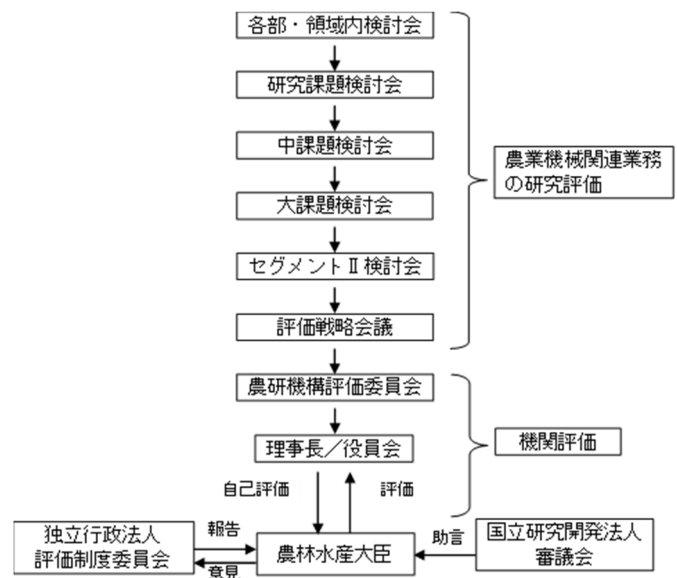 各部・領域内検討会
研究課題検討会
中課題検討会
大課題検討会
セグメントⅡ検討会
評価戦略会議
農業機械関連業務
の研究評価
農研機構評価委員会
理事長／役員会
機関評価
自己評価
評価
独立行政法人
評価制度委員会
報告
意見
農林水産大臣
助言
国立研究開発法人
審議会